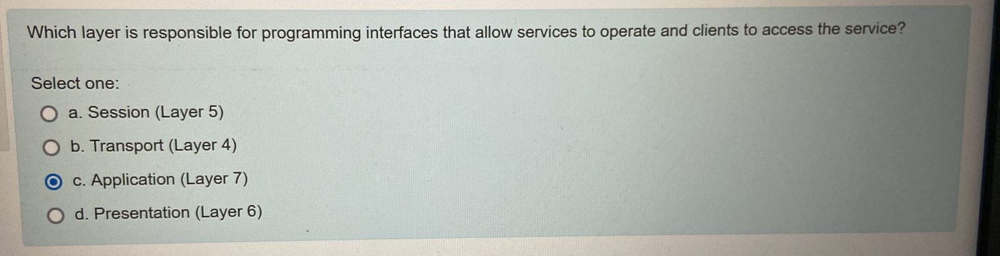 Which layer is responsible for programming interfaces that allow services to operate and clients to access the service?
Select one:
a. Session (Layer 5)
b. Transport (Layer 4)
c. Application (Layer 7)
d. Presentation (Layer 6)